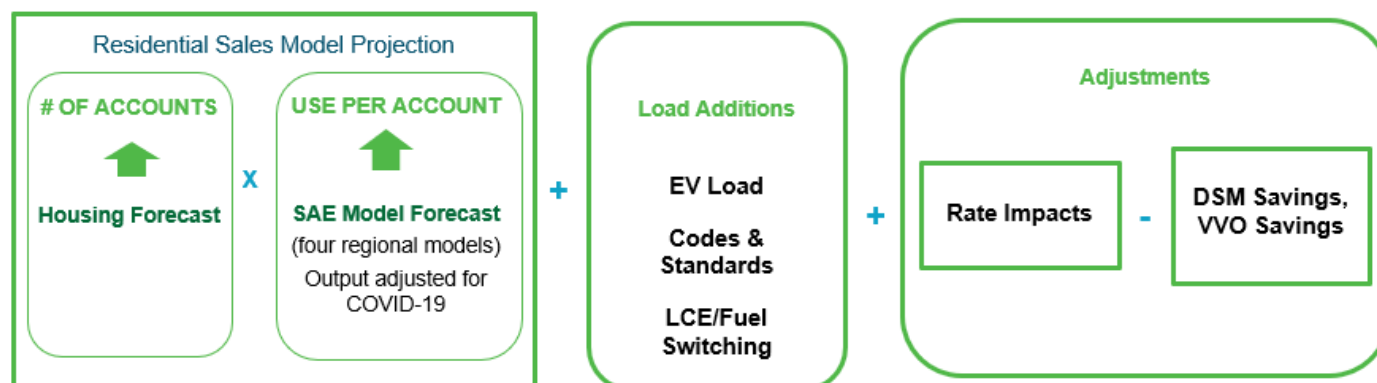 Residential Sales Model Projection
# OF ACCOUNTS
Housing Forecast
x
USE PER ACCOUNT
SAE Model Forecast
(four regional models)
Output adjusted for
COVID-19
+
Load Additions
EV Load
Codes &
Standards
LCE/Fuel
Switching
+
Adjustments
Rate Impacts
-
DSM Savings,
VVO Savings